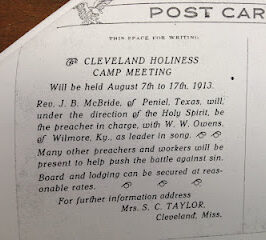 POST CAR
THIS SPACE FOR WRITING
CLEVELAND HOLINESS
CAMP MEETING
Will be held August 7th to 17th, 1913.
Rev. J. B. McBride, of Peniel, Texas, will,
under the direction of the Holy Spirit, be
the preacher in charge, with W. W. Owens,
of Wilmore, Ky., as leader in song.
Many other preachers and workers will be
present to help push the battle against sin.
Board and lodging can be secured at reas-
onable rates.
For further information address
Mrs. S. C. TAYLOR,
Cleveland, Miss.